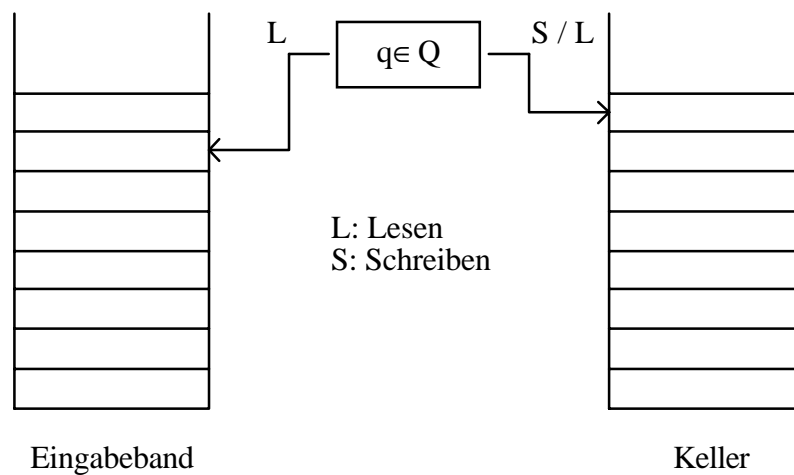 L
q∈ Q
S / L
L: Lesen
S: Schreiben
Eingabeband
Keller